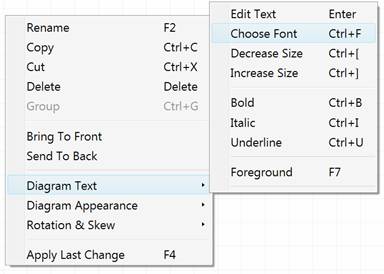 Rename F2
Copy Ctrl+C
Cut Ctrl+X
Delete Delete
Group Ctrl+G
Bring To Front
Send To Back
Diagram Text
Diagram Appearance
Rotation & Skew
Apply Last Change F4
Edit Text Enter
Choose Font Ctrl+F
Decrease Size Ctrl+[
Increase Size Ctrl+]
Bold Ctrl+B
Italic Ctrl+I
Underline Ctrl+U
Foreground F7